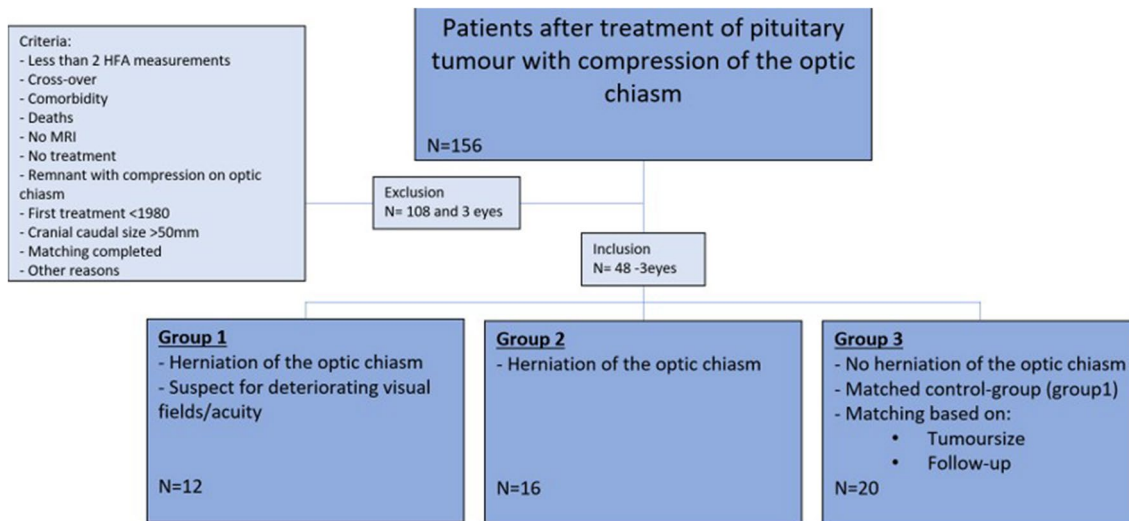 Criteria:
- Less than 2 HFA measurements
- Cross-over
- Comorbidity
- Deaths
- No MRI
- No treatment
- Remnant with compression on optic
chiasm
- First treatment <1980
- Cranial caudal size >50mm
- Matching completed
- Other reasons
Patients after treatment of pituitary
tumour with compression of the optic
chiasm
N=156
Exclusion
N= 108 and 3 eyes
Inclusion
N= 48 -3eyes
Group 1
- Herniation of the optic chiasm
- Suspect for deteriorating visual
fields/acuity
N=12
Group 2
- Herniation of the optic chiasm
N=16
Group 3
- No herniation of the optic chiasm
- Matched control-group (group1)
- Matching based on:
• Tumoursize
• Follow-up
N=20